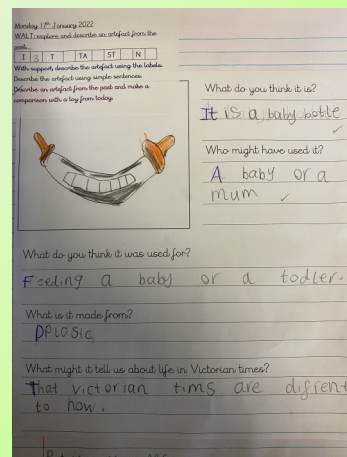 Monday 17th January 2022
WALT: explore and describe an artefact from the
past.
I S T TA ST N
With support, describe the artefact using the labels.
Describe the artefact using simple sentences.
Describe an artefact from the past and make a
comparison with a toy from today.
What do you think it is?
It is a baby bottle
Who might have used it?
A baby or a
mum
What do you think it was used for?
Feeding a baby or a todler.
What is it made from?
Pplosic
What might it tell us about life in Victorian times?
That victorian tims are difrent
to now.